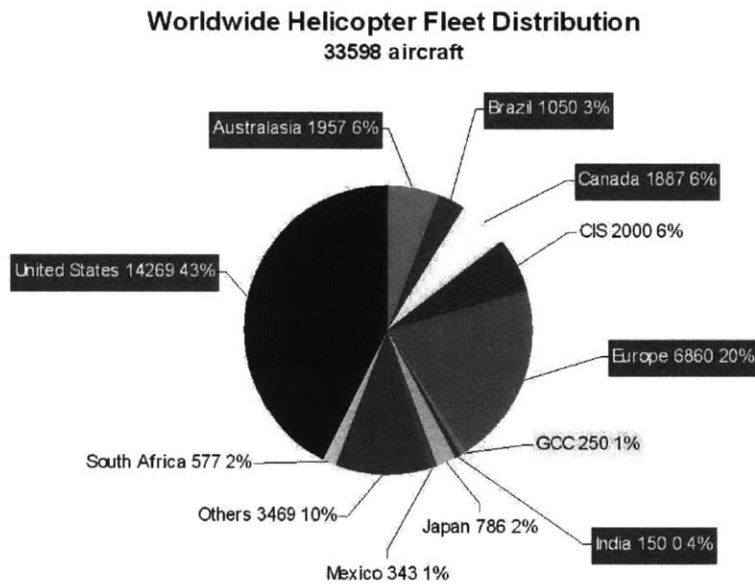 Worldwide Helicopter Fleet Distribution
33598 aircraft
Brazil 1050 3%
Australasia 1957 6%
Canada 1887 6%
CIS 2000 6%
United States 14269 43%
Europe 6860 20%
GCC 250 1%
South Africa 577 2%
Others 3469 10%
Japan 786 2%
India 150 0.4%
Mexico 343 1%